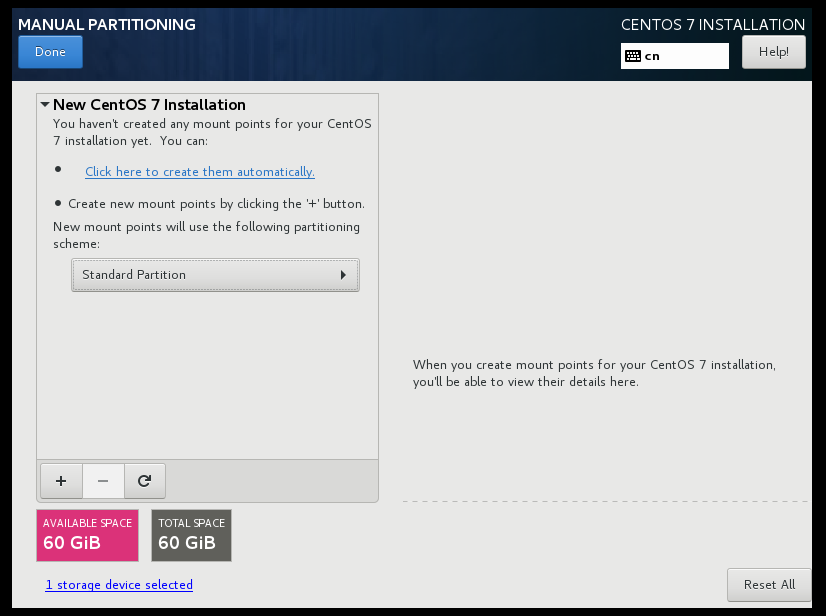 MANUAL PARTITIONING
CENTOS 7 INSTALLATION
Done
cn
Help!
New CentOS 7 Installation
You haven't created any mount points for your CentOS
7 installation yet.  You can:
• Click here to create them automatically.
• Create new mount points by clicking the '+' button.
New mount points will use the following partitioning
scheme:
Standard Partition
When you create mount points for your CentOS 7 installation,
you'll be able to view their details here.
+ −
AVAILABLE SPACE
60 GiB
TOTAL SPACE
60 GiB
1 storage device selected
Reset All